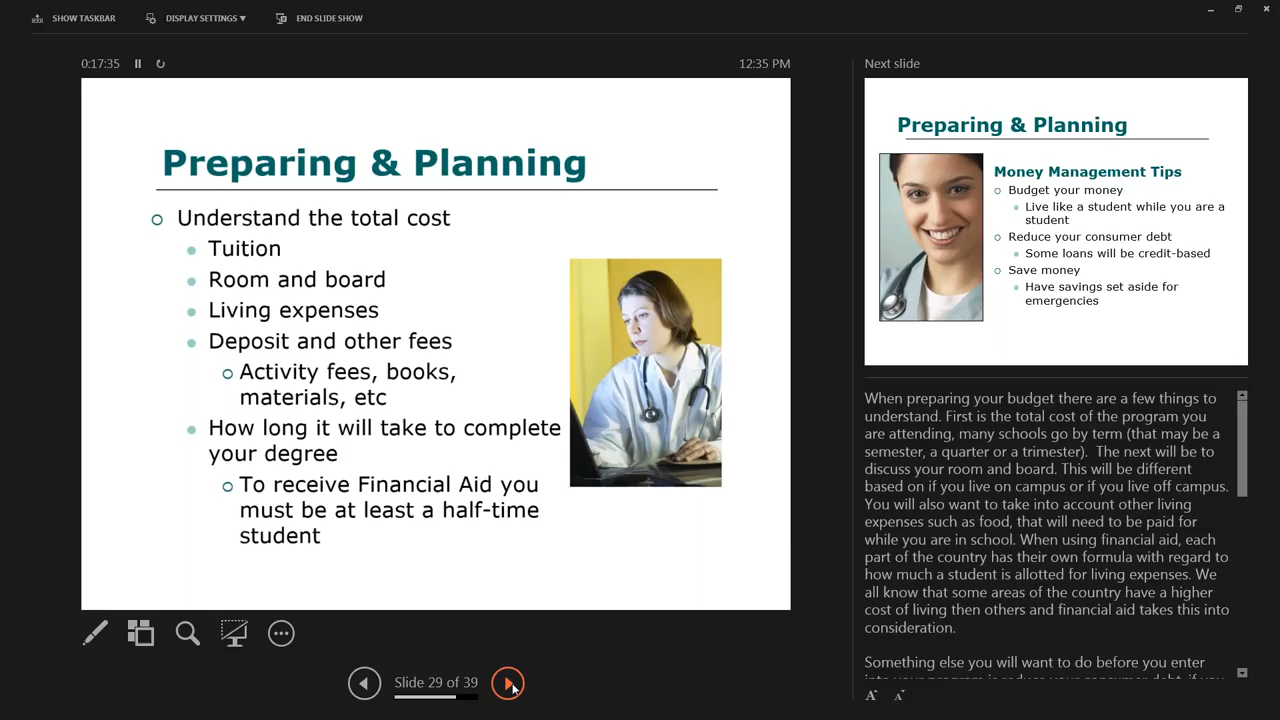 SHOW TASKBAR
DISPLAY SETTINGS ▼
END SLIDE SHOW
0:17:35
12:35 PM
Preparing & Planning
Understand the total cost
Tuition
Room and board
Living expenses
Deposit and other fees
Activity fees, books,
materials, etc
How long it will take to complete
your degree
To receive Financial Aid you
must be at least a half-time
student
Slide 29 of 39
Next slide
Preparing & Planning
Money Management Tips
Budget your money
Live like a student while you are a
student
Reduce your consumer debt
Some loans will be credit-based
Save money
Have savings set aside for
emergencies
When preparing your budget there are a few things to
understand. First is the total cost of the program you
are attending, many schools go by term (that may be a
semester, a quarter or a trimester).  The next will be to
discuss your room and board. This will be different
based on if you live on campus or if you live off campus.
You will also want to take into account other living
expenses such as food, that will need to be paid for
while you are in school. When using financial aid, each
part of the country has their own formula with regard to
how much a student is allotted for living expenses. We
all know that some areas of the country have a higher
cost of living then others and financial aid takes this into
consideration.
Something else you will want to do before you enter
into your program is reduce your consumer debt, if you
A
A